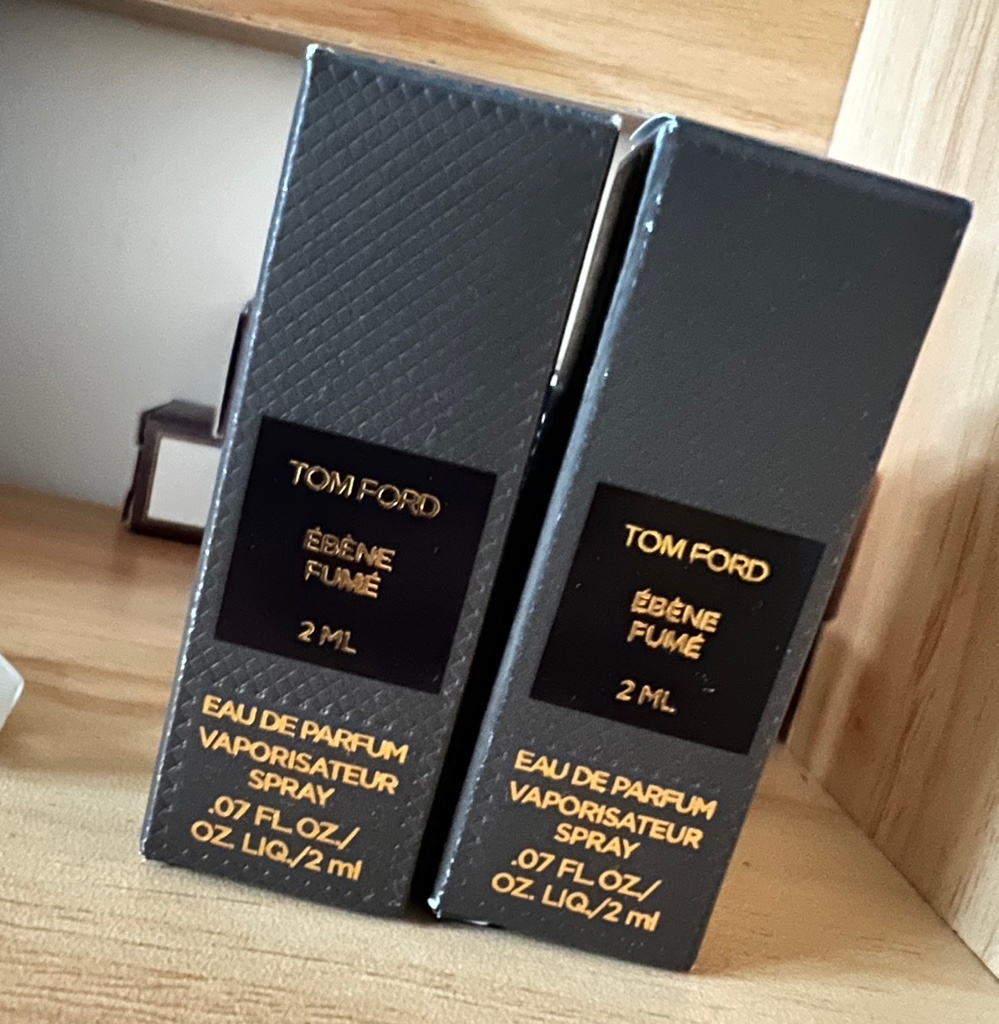 TOM FORD
ÉBÈNE
FUMÉ
2 ML
EAU DE PARFUM
VAPORISATEUR
SPRAY
.07 FL. OZ./
OZ. LIQ./2 ml
TOM FORD
ÉBÈNE
FUMÉ
2 ML
EAU DE PARFUM
VAPORISATEUR
SPRAY
.07 FL. OZ./
OZ. LIQ./2 ml